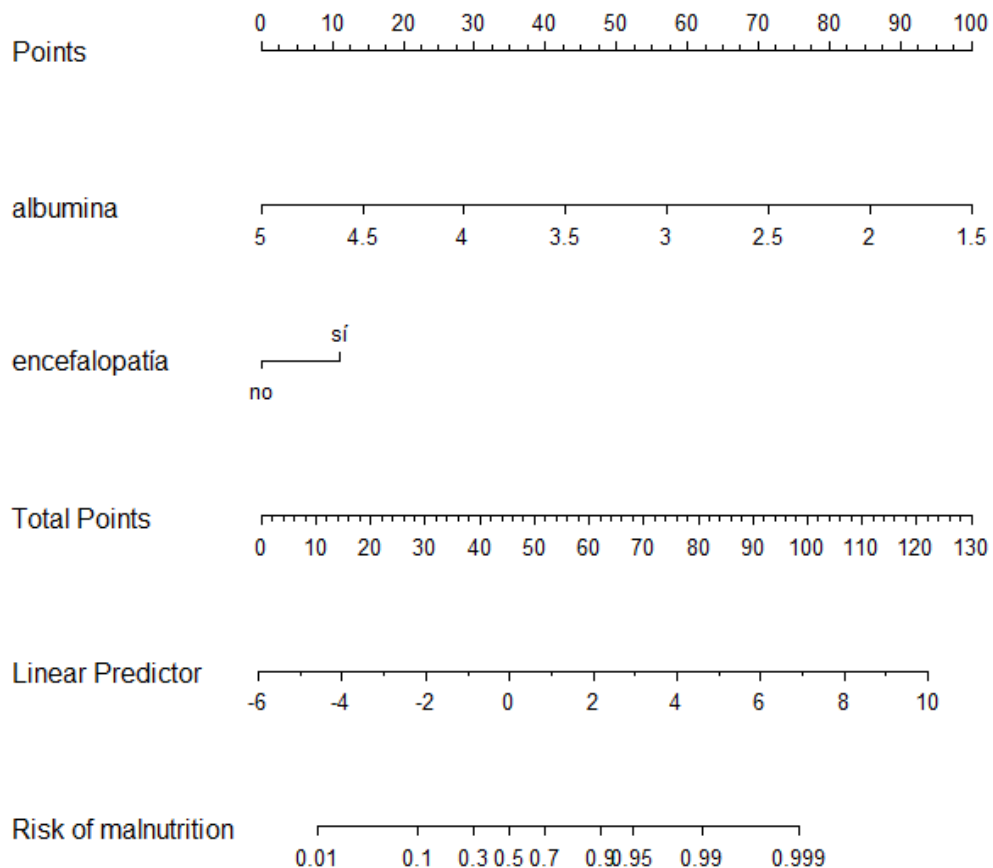 0 10 20 30 40 50 60 70 80 90 100
Points
albumina
5 4.5 4 3.5 3 2.5 2 1.5
sí
encefalopatía
no
Total Points
0 10 20 30 40 50 60 70 80 90 100 110 120 130
Linear Predictor
-6 -4 -2 0 2 4 6 8 10
Risk of malnutrition
0.01 0.1 0.3 0.5 0.7 0.9 0.95 0.99 0.999